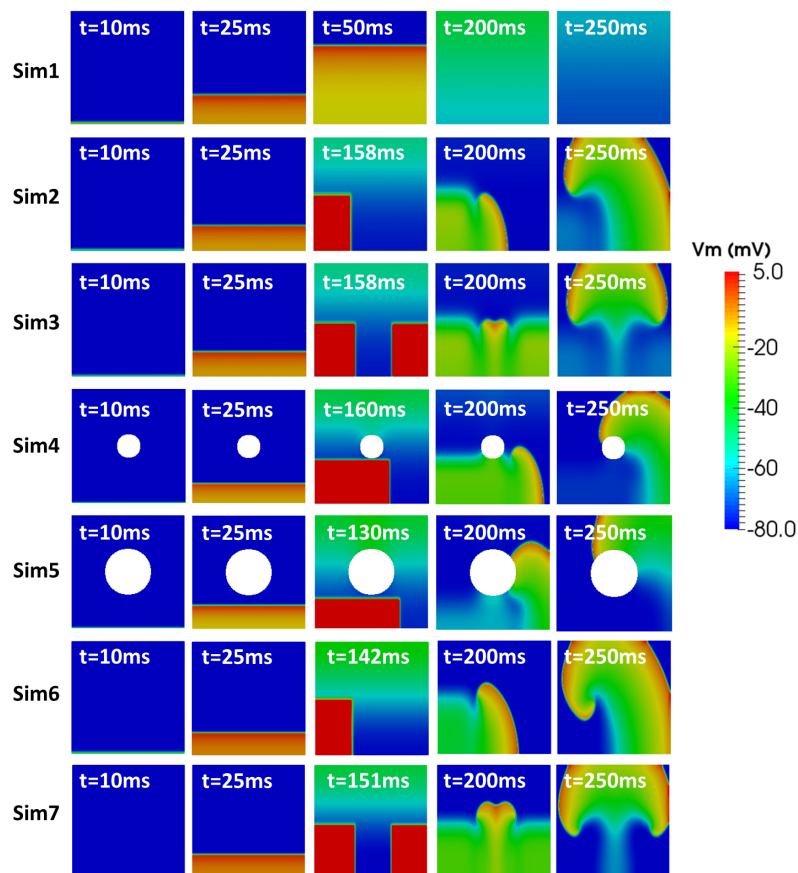 t=10ms t=25ms t=50ms t=200ms t=250ms
Sim1
t=10ms t=25ms t=158ms t=200ms t=250ms
Sim2
Vm (mV)
t=10ms t=25ms t=158ms t=200ms t=250ms
5.0
Sim3
-20
t=10ms t=25ms t=160ms t=200ms t=250ms
-40
Sim4
-60
t=10ms t=25ms t=130ms t=200ms t=250ms
-80.0
Sim5
t=10ms t=25ms t=142ms t=200ms t=250ms
Sim6
t=10ms t=25ms t=151ms t=200ms t=250ms
Sim7